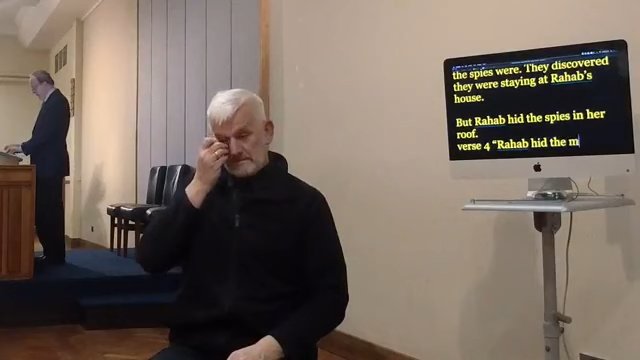 the spies were. They discovered
they were staying at Rahab's
house.
But Rahab hid the spies in her
roof.
verse 4 "Rahab hid the m